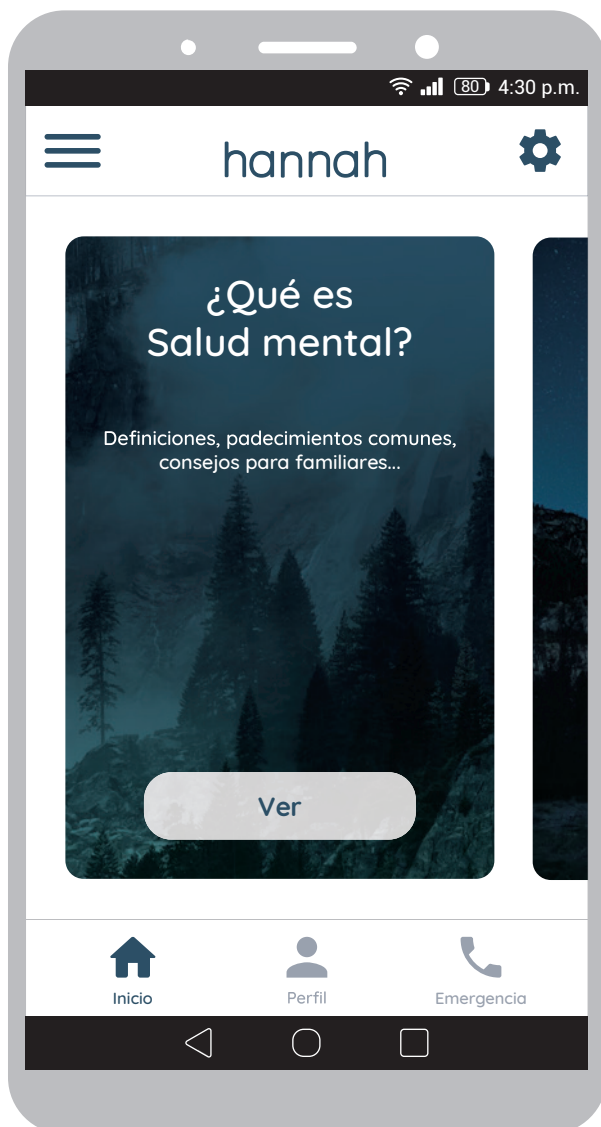 80 4:30 p.m.
hannah
¿Qué es
Salud mental?
Definiciones, padecimientos comunes,
consejos para familiares...
Ver
Inicio Perfil Emergencia